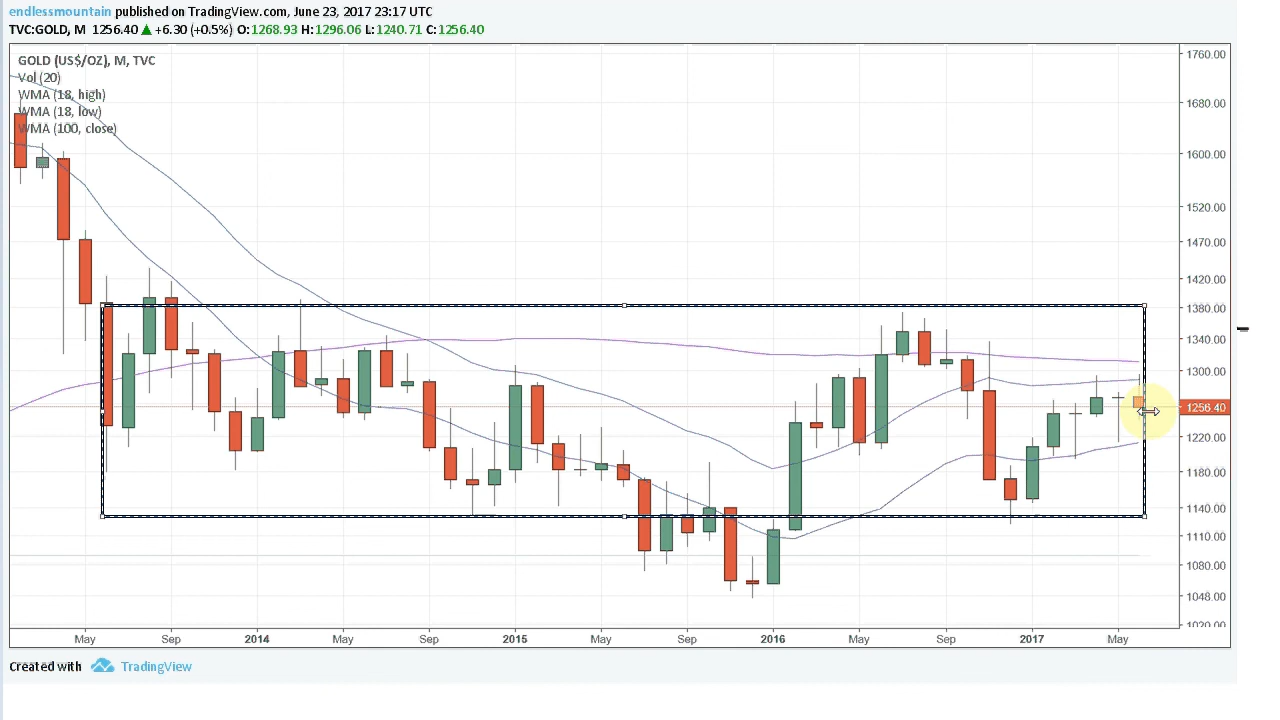 endlessmountain published on TradingView.com, June 23, 2017 23:17 UTC
TVC:GOLD, M 1256.40 ▲ +6.30 (+0.5%) O:1268.93 H:1296.06 L:1240.71 C:1256.40
GOLD (US$/OZ), M, TVC
Vol (20)
WMA (18, high)
WMA (18, low)
WMA (100, close)
1760.00
1680.00
1600.00
1520.00
1470.00
1420.00
1380.00
1340.00
1300.00
1256.40
1220.00
1180.00
1140.00
1110.00
1080.00
1048.00
1020.00
May Sep 2014 May Sep 2015 May Sep 2016 May Sep 2017 May
Created with TradingView